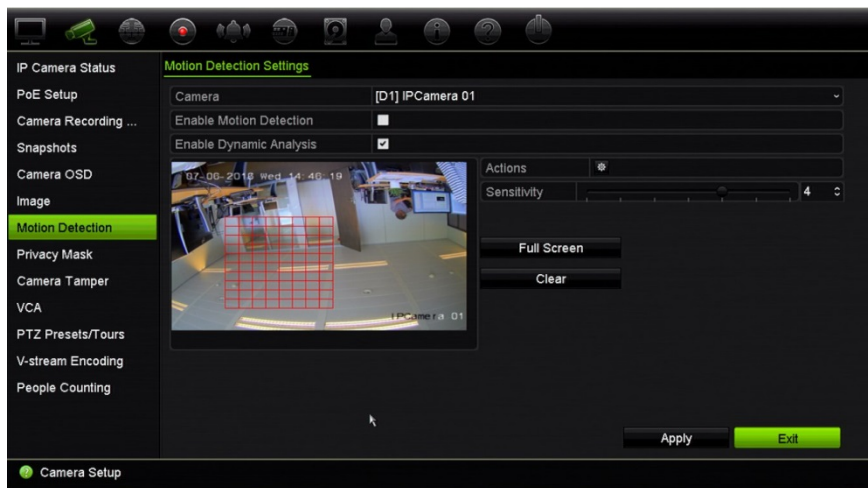 IP Camera Status
PoE Setup
Camera Recording ...
Snapshots
Camera OSD
Image
Motion Detection
Privacy Mask
Camera Tamper
VCA
PTZ Presets/Tours
V-stream Encoding
People Counting
Motion Detection Settings
Camera [D1] IPCamera 01
Enable Motion Detection
Enable Dynamic Analysis
07-06-2018 Wed 14:46:19
IPCamera 01
Actions
Sensitivity 4
Full Screen
Clear
Apply Exit
Camera Setup